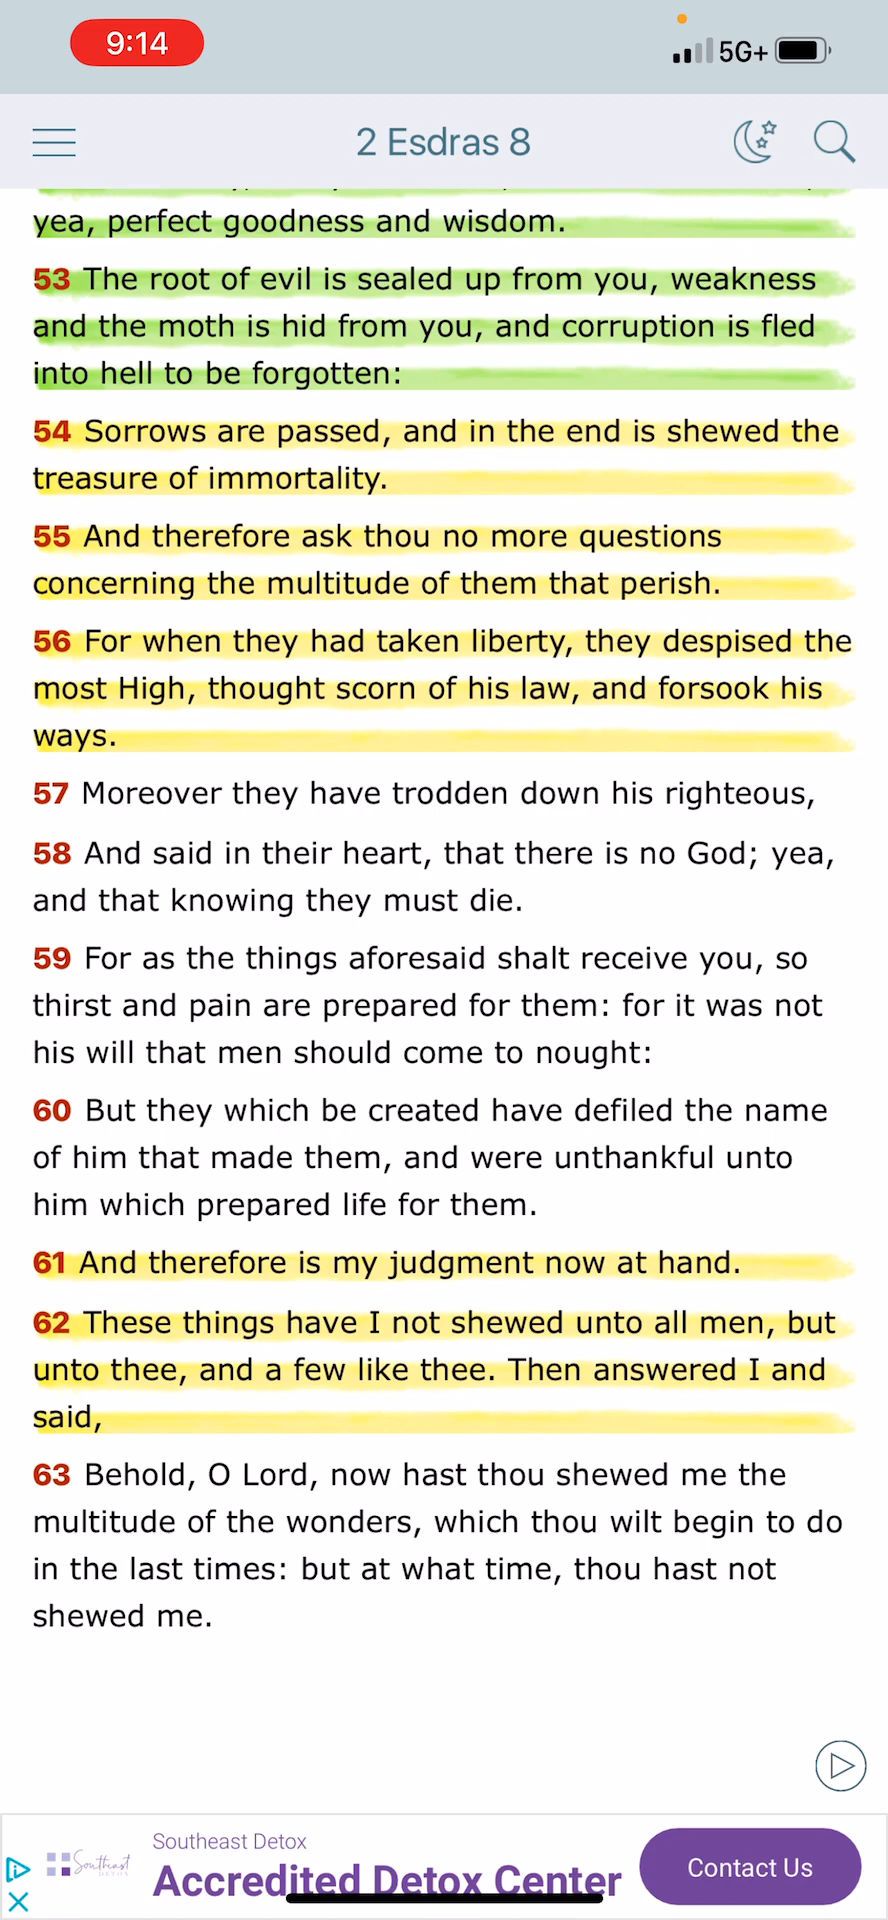 9:14
5G+
2 Esdras 8
yea, perfect goodness and wisdom.
53 The root of evil is sealed up from you, weakness
and the moth is hid from you, and corruption is fled
into hell to be forgotten:
54 Sorrows are passed, and in the end is shewed the
treasure of immortality.
55 And therefore ask thou no more questions
concerning the multitude of them that perish.
56 For when they had taken liberty, they despised the
most High, thought scorn of his law, and forsook his
ways.
57 Moreover they have trodden down his righteous,
58 And said in their heart, that there is no God; yea,
and that knowing they must die.
59 For as the things aforesaid shalt receive you, so
thirst and pain are prepared for them: for it was not
his will that men should come to nought:
60 But they which be created have defiled the name
of him that made them, and were unthankful unto
him which prepared life for them.
61 And therefore is my judgment now at hand.
62 These things have I not shewed unto all men, but
unto thee, and a few like thee. Then answered I and
said,
63 Behold, O Lord, now hast thou shewed me the
multitude of the wonders, which thou wilt begin to do
in the last times: but at what time, thou hast not
shewed me.
Southeast Detox
Southeast
DETOX
Accredited Detox Center
Contact Us